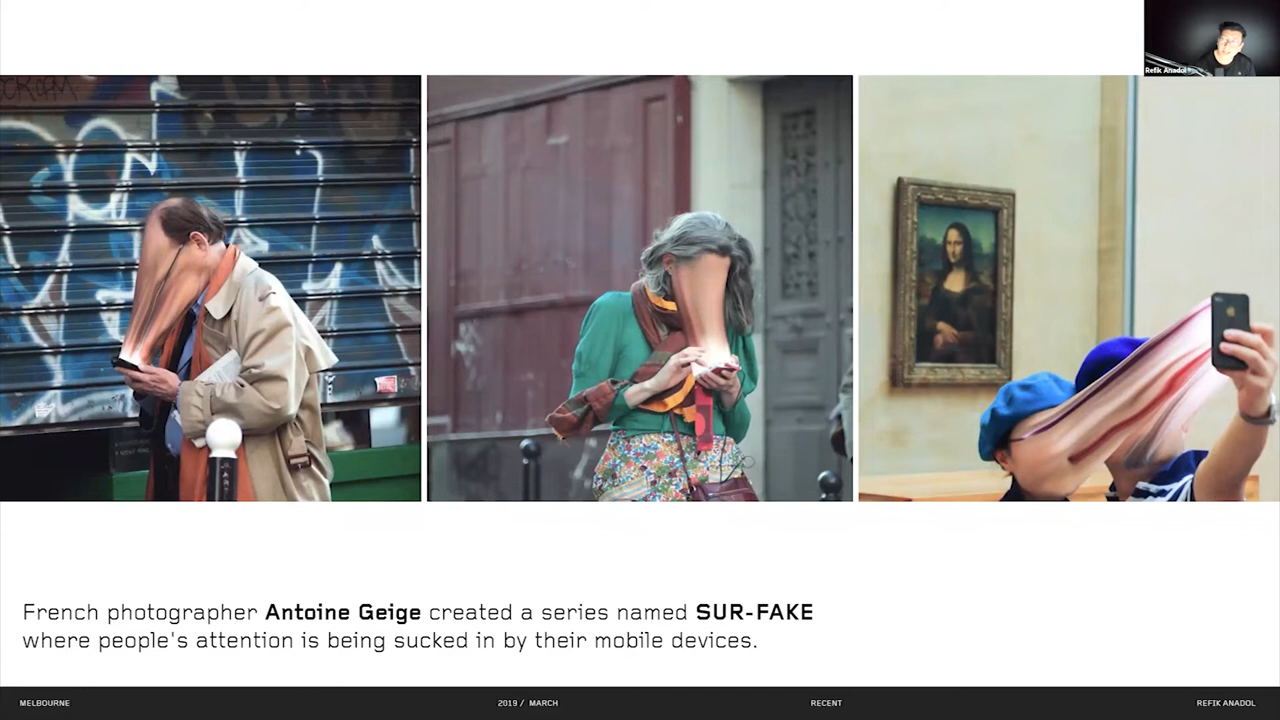 Refik Anadol
French photographer Antoine Geige created a series named SUR-FAKE
where people's attention is being sucked in by their mobile devices.
MELBOURNE
2019 / MARCH
RECENT
REFIK ANADOL